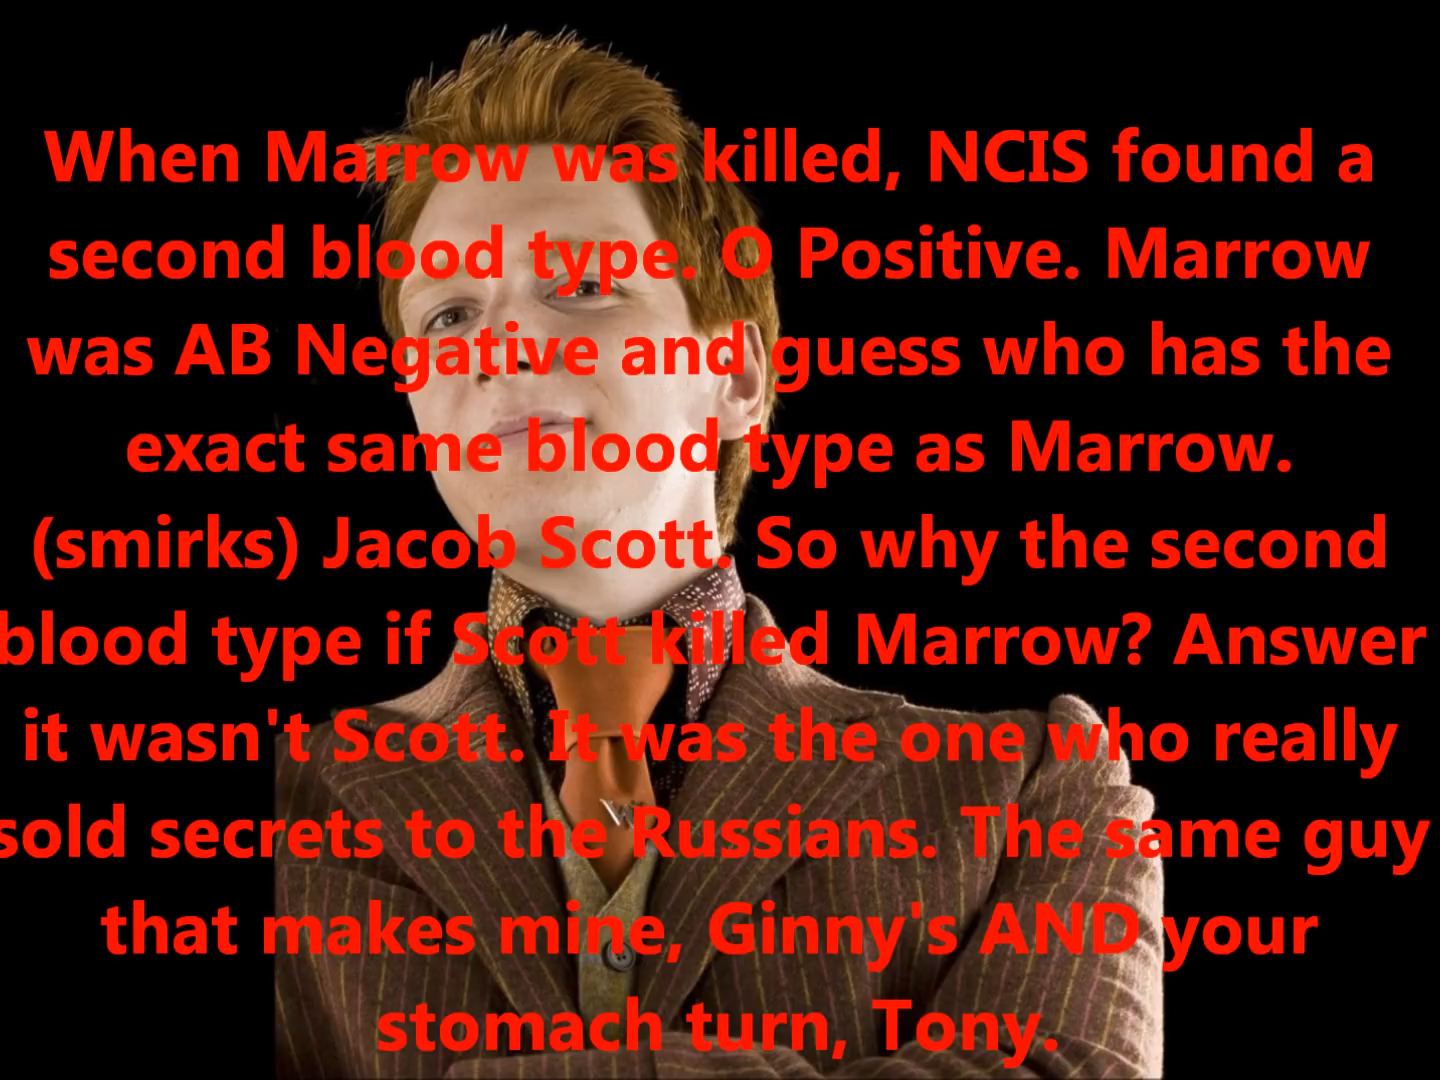 When Marrow was killed, NCIS found a
second blood type. O Positive. Marrow
was AB Negative and guess who has the
exact same blood type as Marrow.
(smirks) Jacob Scott. So why the second
blood type if Scott killed Marrow? Answer
it wasn't Scott. It was the one who really
sold secrets to the Russians. The same guy
that makes mine, Ginny's AND your
stomach turn, Tony.